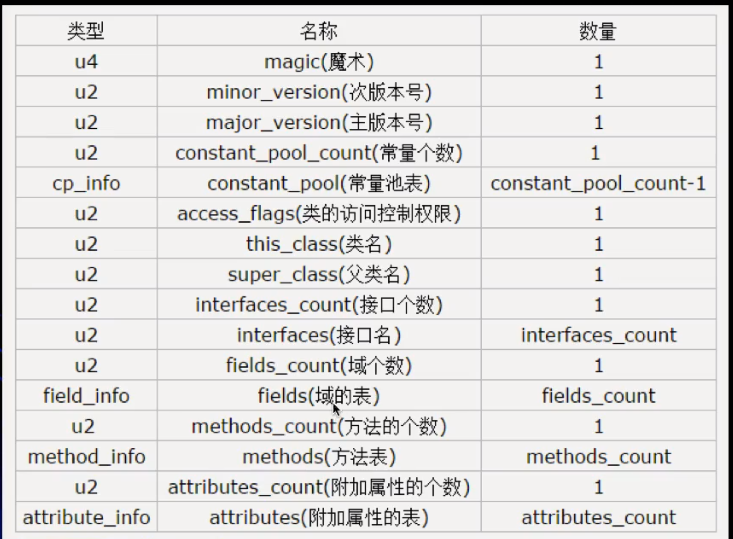 类型 名称 数量
u4 magic(魔术) 1
u2 minor_version(次版本号) 1
u2 major_version(主版本号) 1
u2 constant_pool_count(常量个数) 1
cp_info constant_pool(常量池表) constant_pool_count-1
u2 access_flags(类的访问控制权限) 1
u2 this_class(类名) 1
u2 super_class(父类名) 1
u2 interfaces_count(接口个数) 1
u2 interfaces(接口名) interfaces_count
u2 fields_count(域个数) 1
field_info fields(域的表) fields_count
u2 methods_count(方法的个数) 1
method_info methods(方法表) methods_count
u2 attributes_count(附加属性的个数) 1
attribute_info attributes(附加属性的表) attributes_count